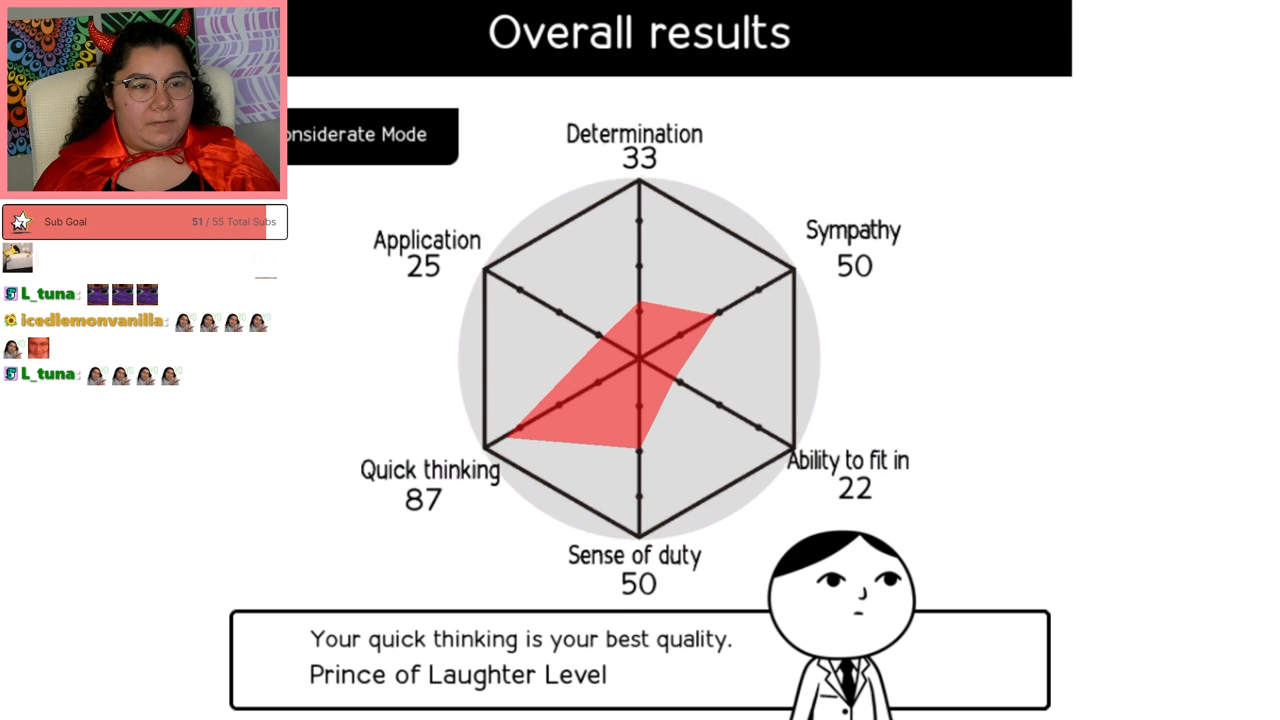 Overall results
onsiderate Mode
Determination
33
Sympathy
50
Application
25
Sub Goal 51 / 55 Total Subs
L_tuna:
icedlemonvanilla:
L_tuna:
Quick thinking
87
Ability to fit in
22
Sense of duty
50
Your quick thinking is your best quality.
Prince of Laughter Level